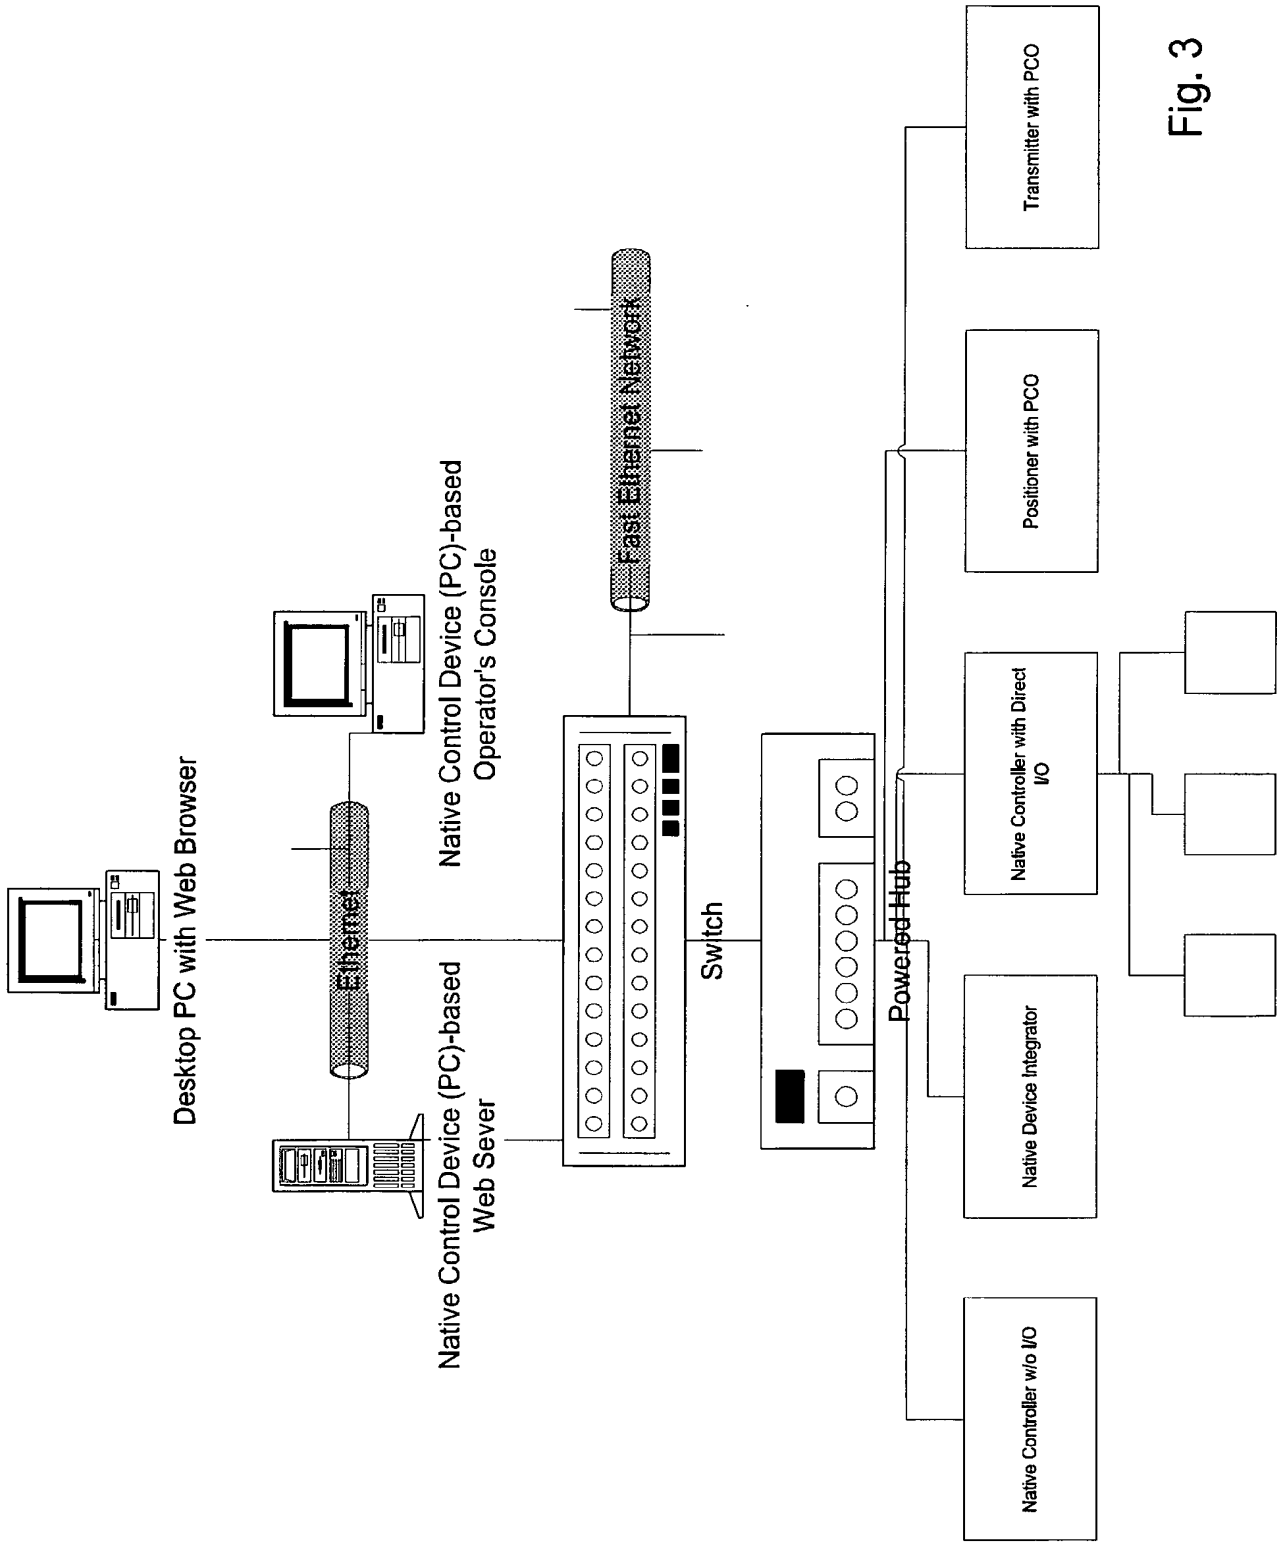 Desktop PC with Web Browser
Ethernet
Native Control Device (PC)-based
Web Sever
Native Control Device (PC)-based
Operator's Console
Switch
Fast Ethernet Network
Powered Hub
Native Controller w/o I/O
Native Device Integrator
Native Controller with Direct
I/O
Positioner with PCO
Transmitter with PCO
Fig. 3